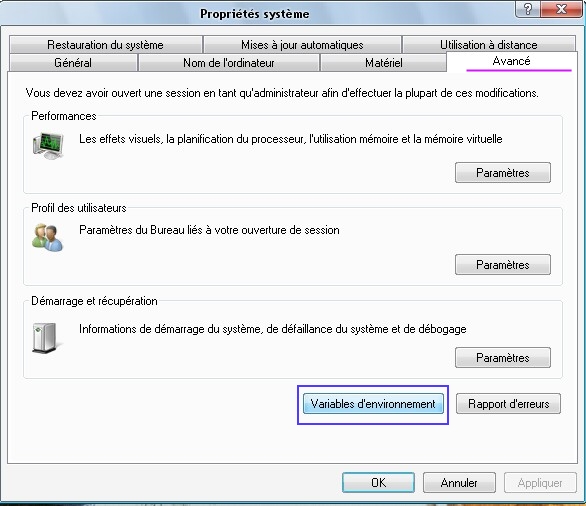 Propriétés système
Restauration du système Mises à jour automatiques Utilisation à distance
Général Nom de l'ordinateur Matériel Avancé
Vous devez avoir ouvert une session en tant qu'administrateur afin d'effectuer la plupart de ces modifications.
Performances
Les effets visuels, la planification du processeur, l'utilisation mémoire et la mémoire virtuelle
Paramètres
Profil des utilisateurs
Paramètres du Bureau liés à votre ouverture de session
Paramètres
Démarrage et récupération
Informations de démarrage du système, de défaillance du système et de débogage
Paramètres
Variables d'environnement Rapport d'erreurs
OK Annuler Appliquer